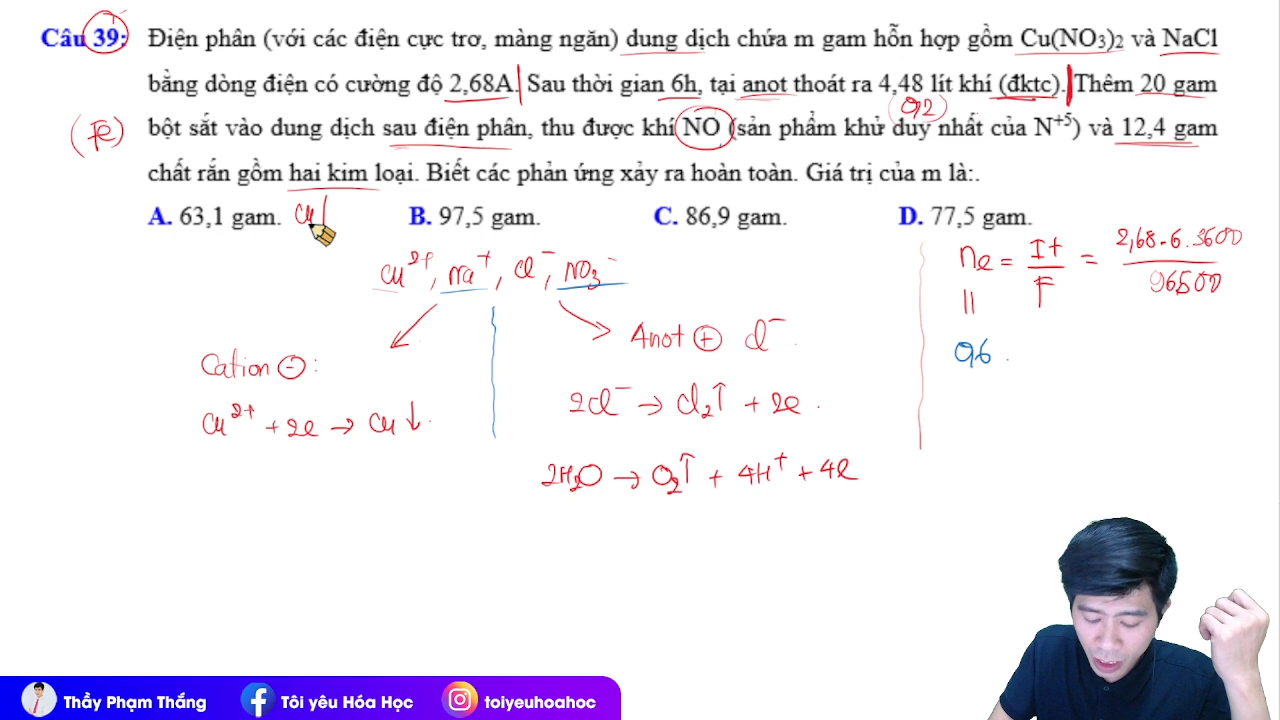 Câu 39: Điện phân (với các điện cực trơ, màng ngăn) dung dịch chứa m gam hỗn hợp gồm Cu(NO3)2 và NaCl
bằng dòng điện có cường độ 2,68A. Sau thời gian 6h, tại anot thoát ra 4,48 lít khí (đktc). Thêm 20 gam
(0,2)
(Fe) bột sắt vào dung dịch sau điện phân, thu được khí NO (sản phẩm khử duy nhất của N+5) và 12,4 gam
chất rắn gồm hai kim loại. Biết các phản ứng xảy ra hoàn toàn. Giá trị của m là:.
A. 63,1 gam. B. 97,5 gam. C. 86,9 gam. D. 77,5 gam.
Cu
Cu2+, Na+, Cl-, NO3-
ne = It/F = 2,68.6.3600/96500
||
0,6
Anot ⊕ Cl-
Cation ⊖:
2Cl- → Cl2↑ + 2e
Cu2+ + 2e → Cu↓
2H2O → O2↑ + 4H+ + 4e
Thầy Phạm Thắng
Tôi yêu Hóa Học
toiyeuhoahoc